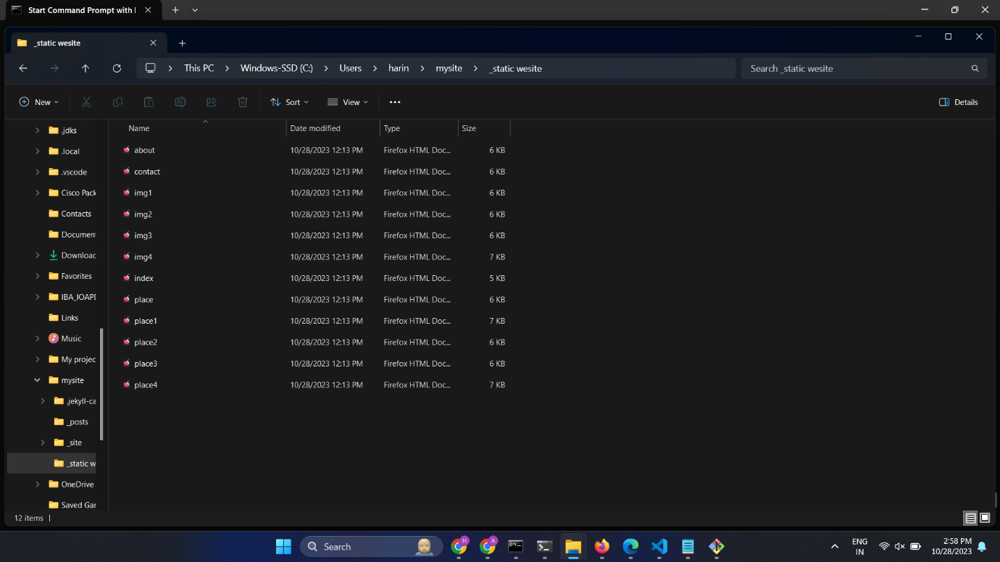 Start Command Prompt with
_static wesite
This PC > Windows-SSD (C:) > Users > harin > mysite > _static wesite
Search _static wesite
New
Sort
View
Details
.jdks
.local
.vscode
Cisco Pack
Contacts
Document
Downloac
Favorites
IBA_IOAPD
Links
Music
My projec
mysite
.jekyll-ca
_posts
_site
_static w
OneDrive
Saved Gar
Name Date modified Type Size
about 10/28/2023 12:13 PM Firefox HTML Doc... 6 KB
contact 10/28/2023 12:13 PM Firefox HTML Doc... 6 KB
img1 10/28/2023 12:13 PM Firefox HTML Doc... 6 KB
img2 10/28/2023 12:13 PM Firefox HTML Doc... 6 KB
img3 10/28/2023 12:13 PM Firefox HTML Doc... 6 KB
img4 10/28/2023 12:13 PM Firefox HTML Doc... 7 KB
index 10/28/2023 12:13 PM Firefox HTML Doc... 5 KB
place 10/28/2023 12:13 PM Firefox HTML Doc... 6 KB
place1 10/28/2023 12:13 PM Firefox HTML Doc... 7 KB
place2 10/28/2023 12:13 PM Firefox HTML Doc... 6 KB
place3 10/28/2023 12:13 PM Firefox HTML Doc... 6 KB
place4 10/28/2023 12:13 PM Firefox HTML Doc... 7 KB
12 items
Search
H
A
ENG
IN
2:58 PM
10/28/2023